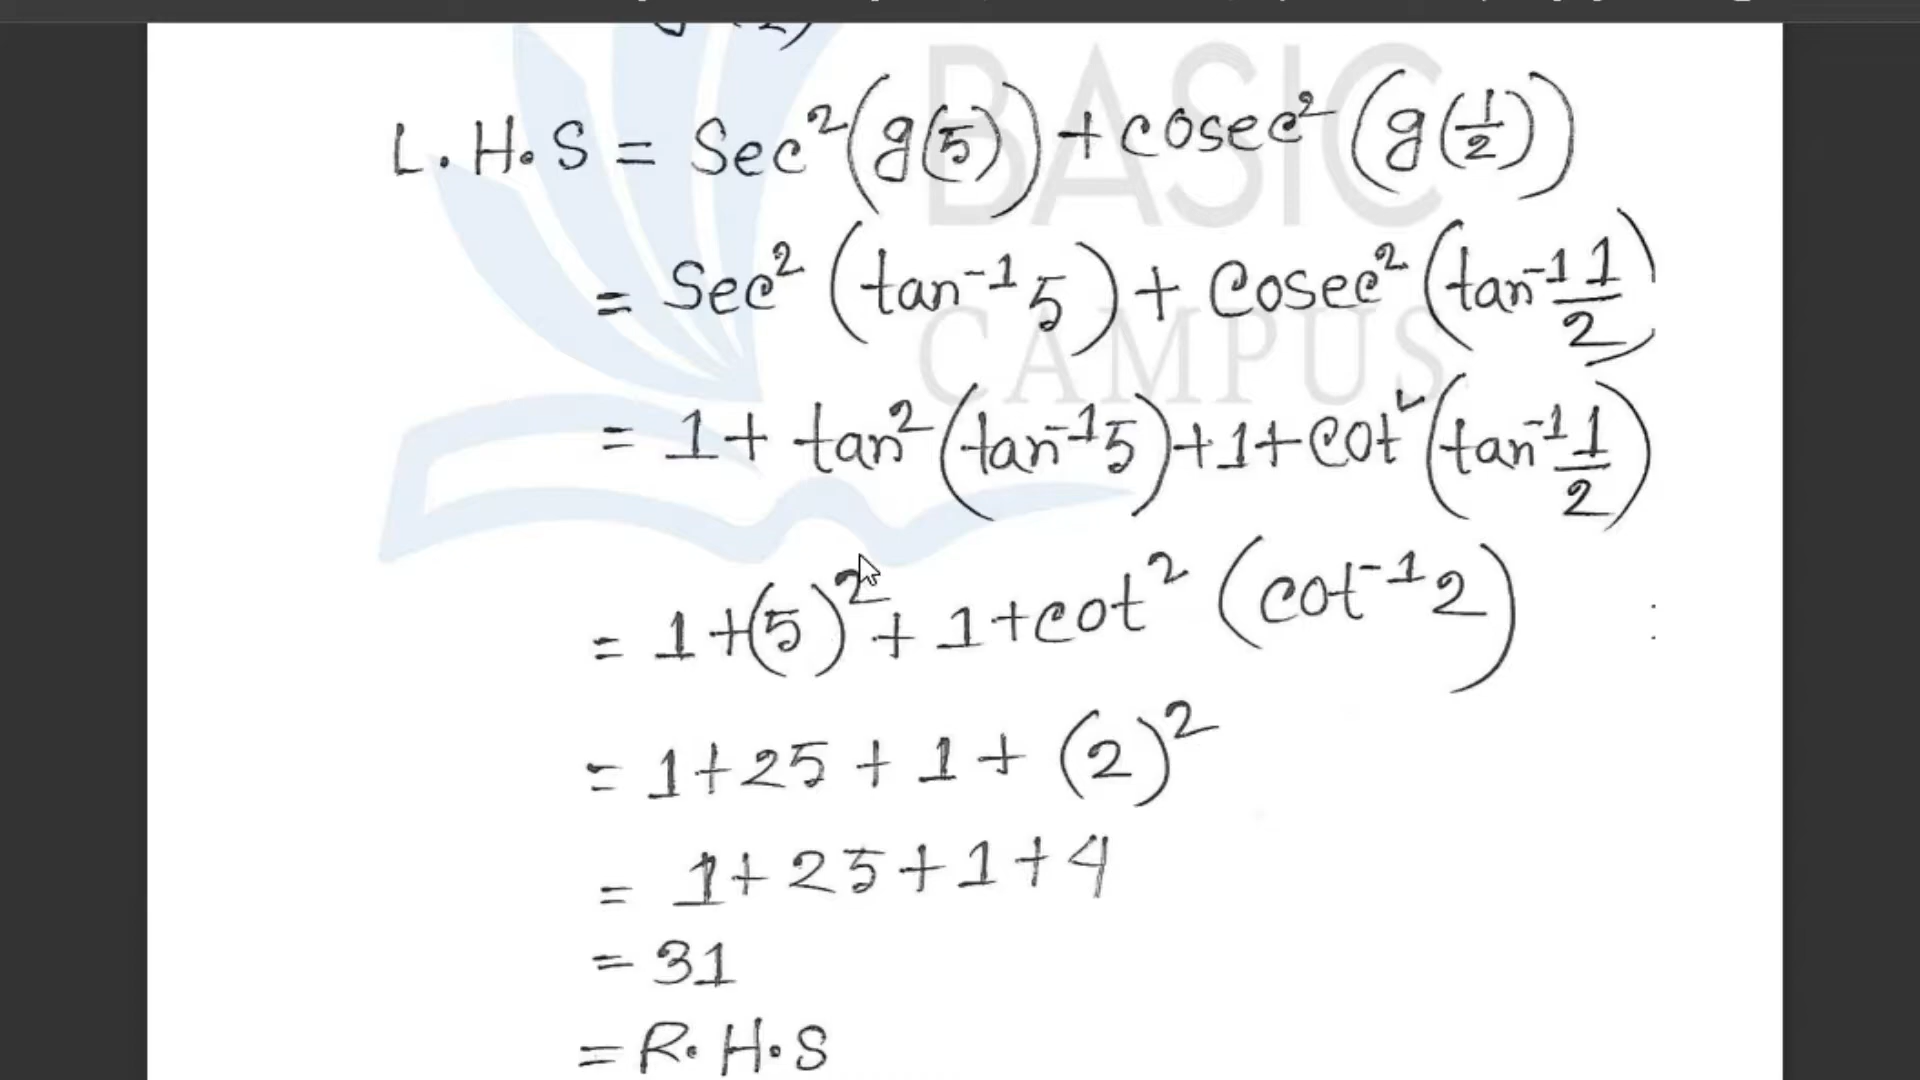 BASIC
CAMPUS
L.H.S = Sec²(g(5)) + cosec²(g(1/2))
= Sec²(tan⁻¹5) + Cosec²(tan⁻¹ 1/2)
= 1 + tan²(tan⁻¹5) + 1 + cot²(tan⁻¹ 1/2)
= 1 + (5)² + 1 + cot²(cot⁻¹2)
= 1 + 25 + 1 + (2)²
= 1 + 25 + 1 + 4
= 31
= R.H.S